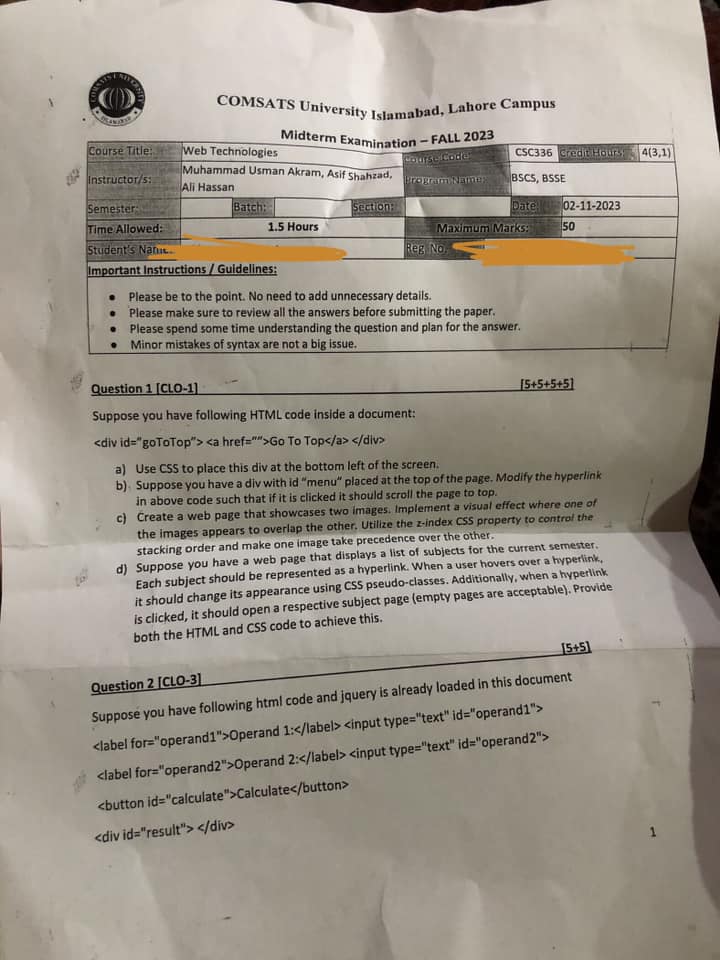 COMSATS University Islamabad, Lahore Campus
Midterm Examination – FALL 2023
Course Title: Web Technologies Course Code: CSC336 Credit Hours: 4(3,1)
Instructor/s: Muhammad Usman Akram, Asif Shahzad, Ali Hassan Program Name: BSCS, BSSE
Semester: Batch: Section: Date: 02-11-2023
Time Allowed: 1.5 Hours Maximum Marks: 50
Student's Reg. No.
Important Instructions / Guidelines:
• Please be to the point. No need to add unnecessary details.
• Please make sure to review all the answers before submitting the paper.
• Please spend some time understanding the question and plan for the answer.
• Minor mistakes of syntax are not a big issue.
Question 1 [CLO-1] [5+5+5+5]
Suppose you have following HTML code inside a document:
<div id="goToTop"> <a href="">Go To Top</a> </div>
a) Use CSS to place this div at the bottom left of the screen.
b) Suppose you have a div with id "menu" placed at the top of the page. Modify the hyperlink
in above code such that if it is clicked it should scroll the page to top.
c) Create a web page that showcases two images. Implement a visual effect where one of
the images appears to overlap the other. Utilize the z-index CSS property to control the
stacking order and make one image take precedence over the other.
d) Suppose you have a web page that displays a list of subjects for the current semester.
Each subject should be represented as a hyperlink. When a user hovers over a hyperlink,
it should change its appearance using CSS pseudo-classes. Additionally, when a hyperlink
is clicked, it should open a respective subject page (empty pages are acceptable). Provide
both the HTML and CSS code to achieve this.
Question 2 [CLO-3] [5+5]
Suppose you have following html code and jquery is already loaded in this document
<label for="operand1">Operand 1:</label> <input type="text" id="operand1">
<label for="operand2">Operand 2:</label> <input type="text" id="operand2">
<button id="calculate">Calculate</button>
<div id="result"> </div>
1